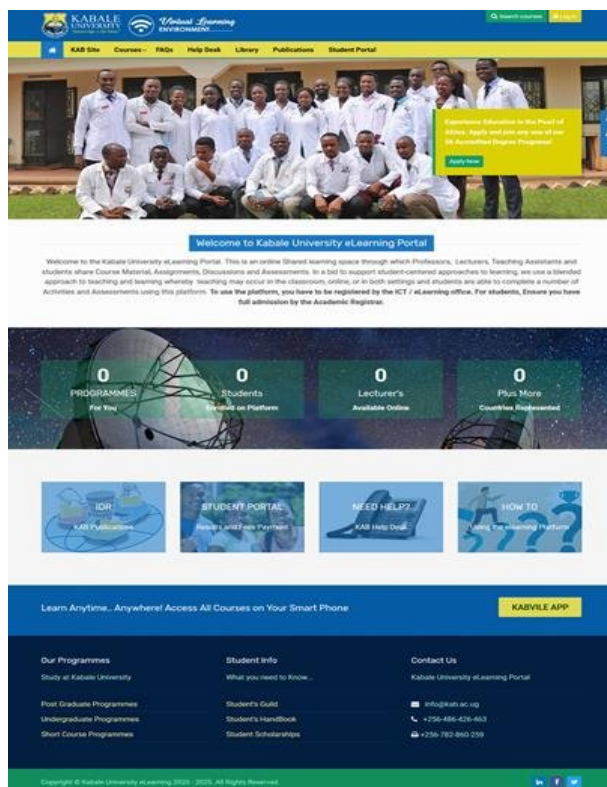 KABALE
UNIVERSITY
Virtual Learning
ENVIRONMENT
Search courses
Log in
KAB Site
Courses
FAQs
Help Desk
Library
Publications
Student Portal
Experience Education in the Pearl of
Africa. Apply and join any one of our
56 Accredited Degree Programs!
Apply Now
Welcome to Kabale University eLearning Portal
Welcome to the Kabale University eLearning Portal. This is an online Shared learning space through which Professors, Lecturers, Teaching Assistants and
students share Course Material, Assignments, Discussions and Assessments. In a bid to support student-centered approaches to learning, we use a blended
approach to teaching and learning whereby teaching may occur in the classroom, online, or in both settings and students are able to complete a number of
Activities and Assessments using this platform. To use the platform, you have to be registered by the ICT / eLearning office. For students, Ensure you have
full admission by the Academic Registrar.
0
PROGRAMMES
For You
0
Students
Enrolled on Platform
0
Lecturer's
Available Online
0
Plus More
Countries Represented
IDR
KAB Publications
STUDENT PORTAL
Results and Fees Payment
NEED HELP?
KAB Help Desk
HOW TO
Using the eLearning Platform
Learn Anytime.. Anywhere! Access All Courses on Your Smart Phone
KABVILE APP
Our Programmes
Study at Kabale University
Post Graduate Programmes
Undergraduate Programmes
Short Course Programmes
Student Info
What you need to Know...
Student's Guild
Student's HandBook
Student Scholarships
Contact Us
Kabale University eLearning Portal
info@kab.ac.ug
+256-486-426-463
+256-782-860-259
Copyright © Kabale University eLearning 2020 - 2025. All Rights Reserved